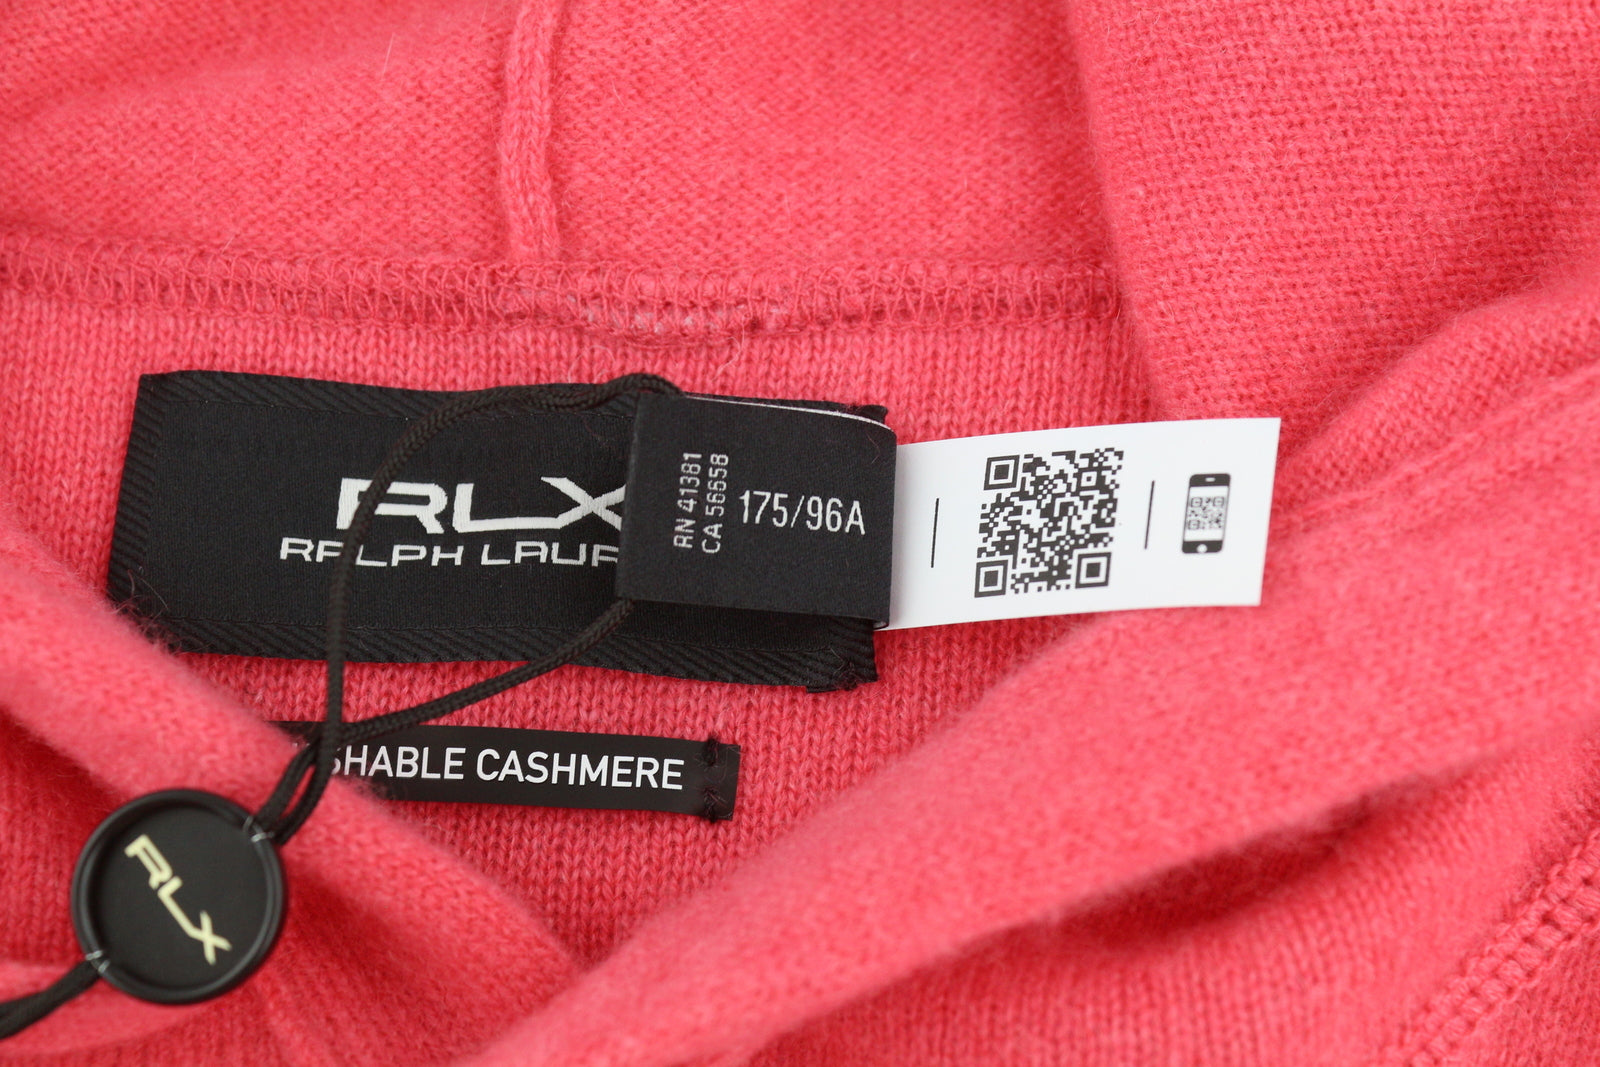 RLX
RALPH LAUR
RN 41381
CA 56658
175/96A
SHABLE CASHMERE
RLX